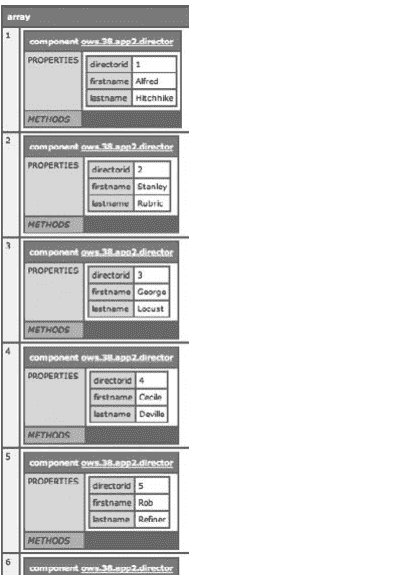 array
1
component ows.38.app2.director
PROPERTIES
directorid 1
firstname Alfred
lastname Hitchhike
METHODS
2
component ows.38.app2.director
PROPERTIES
directorid 2
firstname Stanley
lastname Rubric
METHODS
3
component ows.38.app2.director
PROPERTIES
directorid 3
firstname George
lastname Locust
METHODS
4
component ows.38.app2.director
PROPERTIES
directorid 4
firstname Cecile
lastname Deville
METHODS
5
component ows.38.app2.director
PROPERTIES
directorid 5
firstname Rob
lastname Refiner
METHODS
6
component ows.38.app2.director